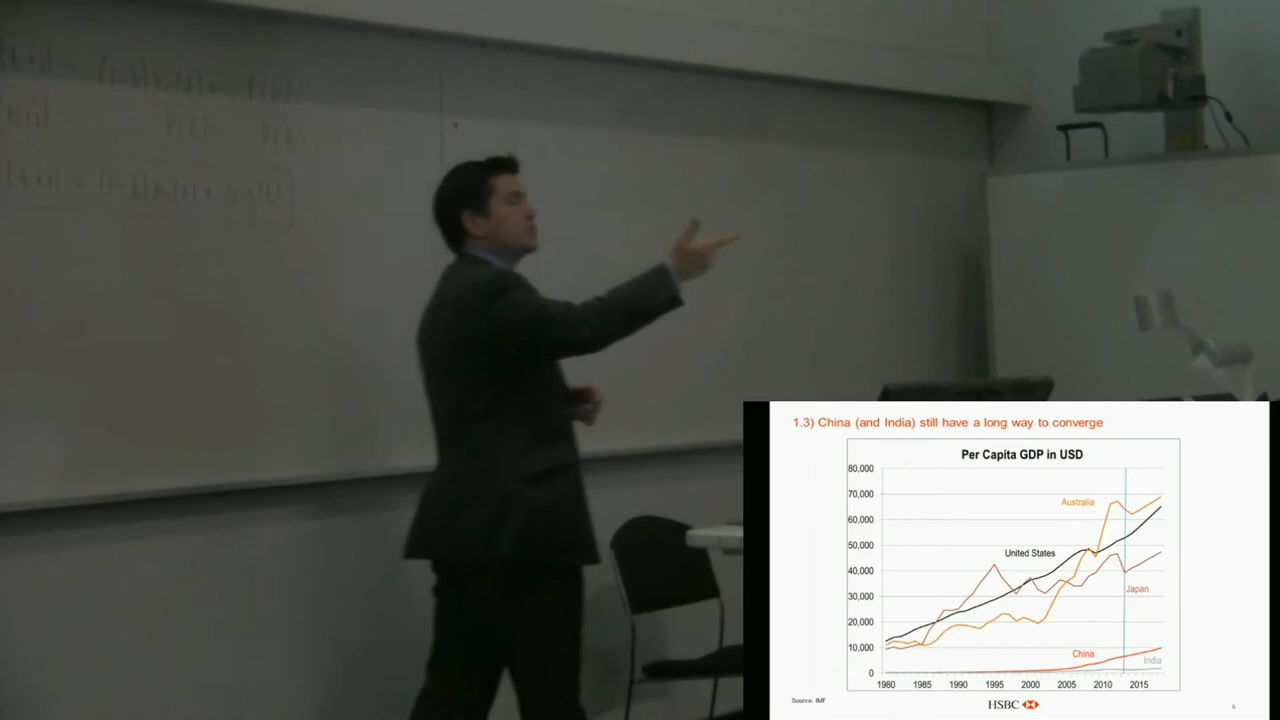 1.3) China (and India) still have a long way to converge
Per Capita GDP in USD
80,000
70,000
60,000
50,000
40,000
30,000
20,000
10,000
0
Australia
United States
Japan
China
India
1980 1985 1990 1995 2000 2005 2010 2015
Source: IMF
HSBC
5